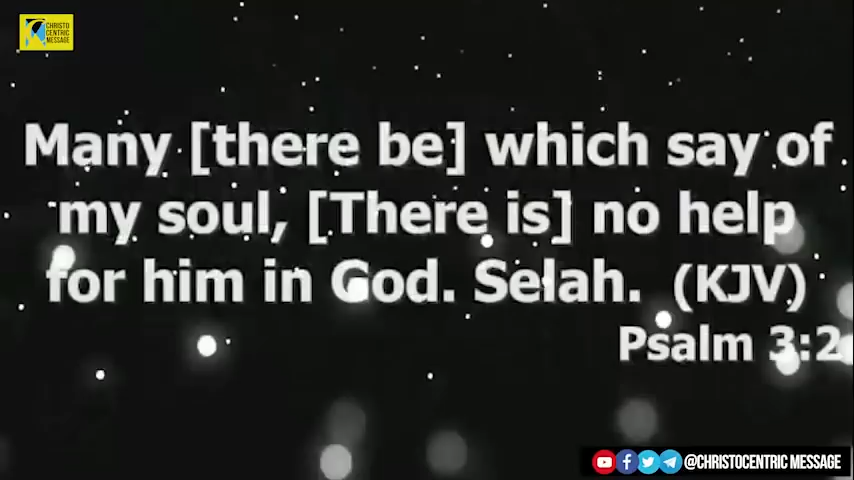 CHRISTO
CENTRIC
MESSAGE
Many [there be] which say of
my soul, [There is] no help
for him in God. Selah. (KJV)
Psalm 3:2
@CHRISTOCENTRIC MESSAGE